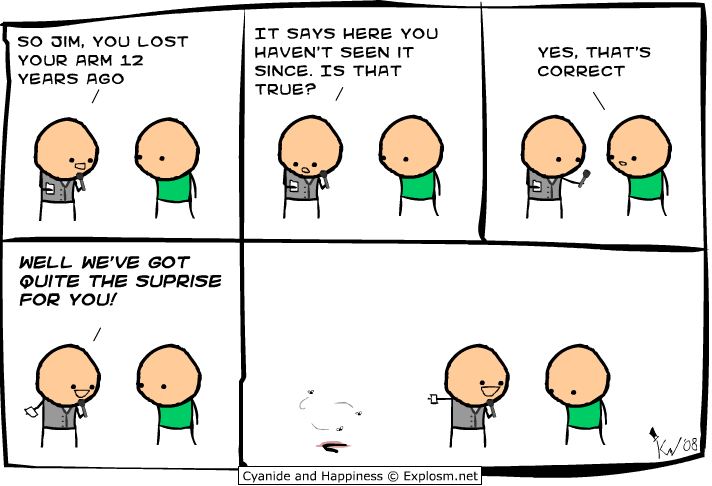 SO JIM, YOU LOST
YOUR ARM 12
YEARS AGO
IT SAYS HERE YOU
HAVEN'T SEEN IT
SINCE. IS THAT
TRUE?
YES, THAT'S
CORRECT
WELL WE'VE GOT
QUITE THE SUPRISE
FOR YOU!
KW '08
Cyanide and Happiness © Explosm.net